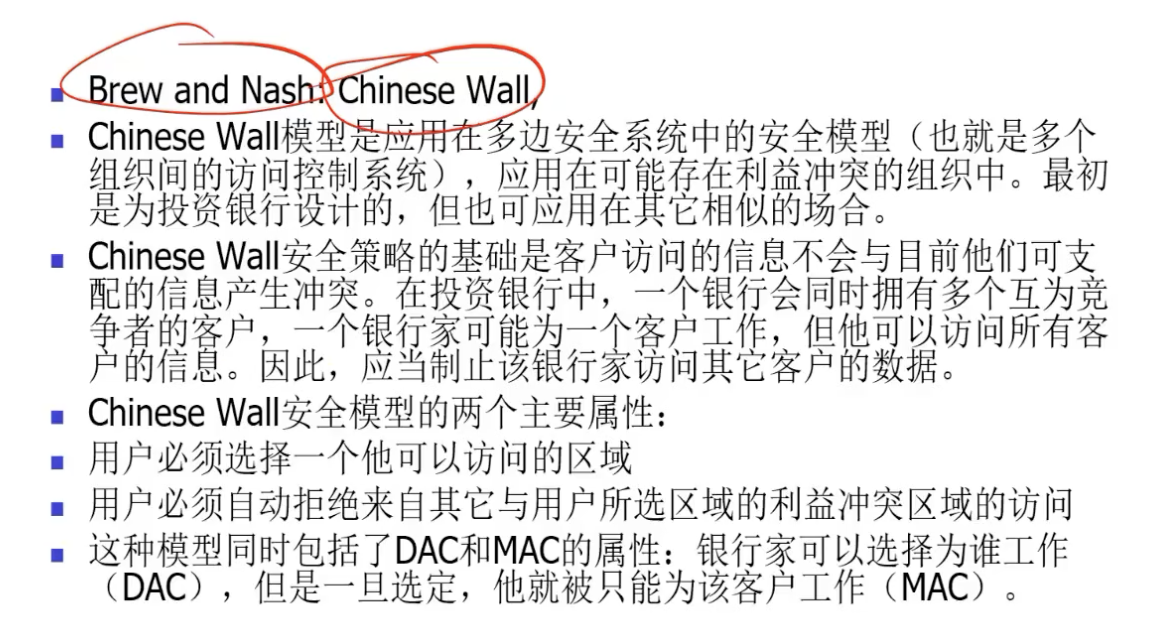 Brew and Nash: Chinese Wall,
Chinese Wall模型是应用在多边安全系统中的安全模型（也就是多个
组织间的访问控制系统），应用在可能存在利益冲突的组织中。最初
是为投资银行设计的，但也可应用在其它相似的场合。
Chinese Wall安全策略的基础是客户访问的信息不会与目前他们可支
配的信息产生冲突。在投资银行中，一个银行会同时拥有多个互为竞
争者的客户，一个银行家可能为一个客户工作，但他可以访问所有客
户的信息。因此，应当制止该银行家访问其它客户的数据。
Chinese Wall安全模型的两个主要属性：
用户必须选择一个他可以访问的区域
用户必须自动拒绝来自其它与用户所选区域的利益冲突区域的访问
这种模型同时包括了DAC和MAC的属性：银行家可以选择为谁工作
（DAC），但是一旦选定，他就被只能为该客户工作（MAC）。